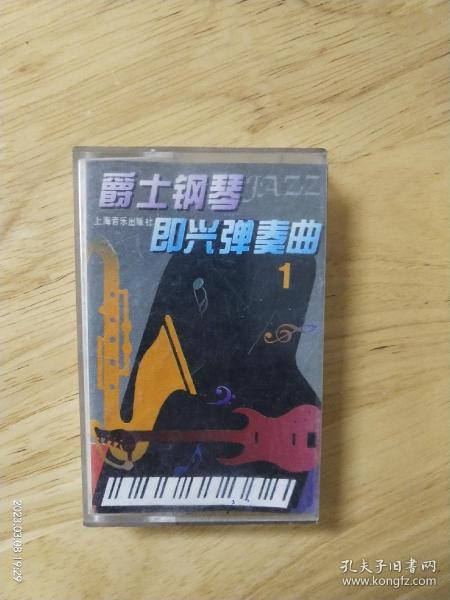 爵士钢琴
JAZZ
上海音乐出版社
即兴弹奏曲
1
2023.03.08 19:29
孔夫子旧书网
www.kongfz.com